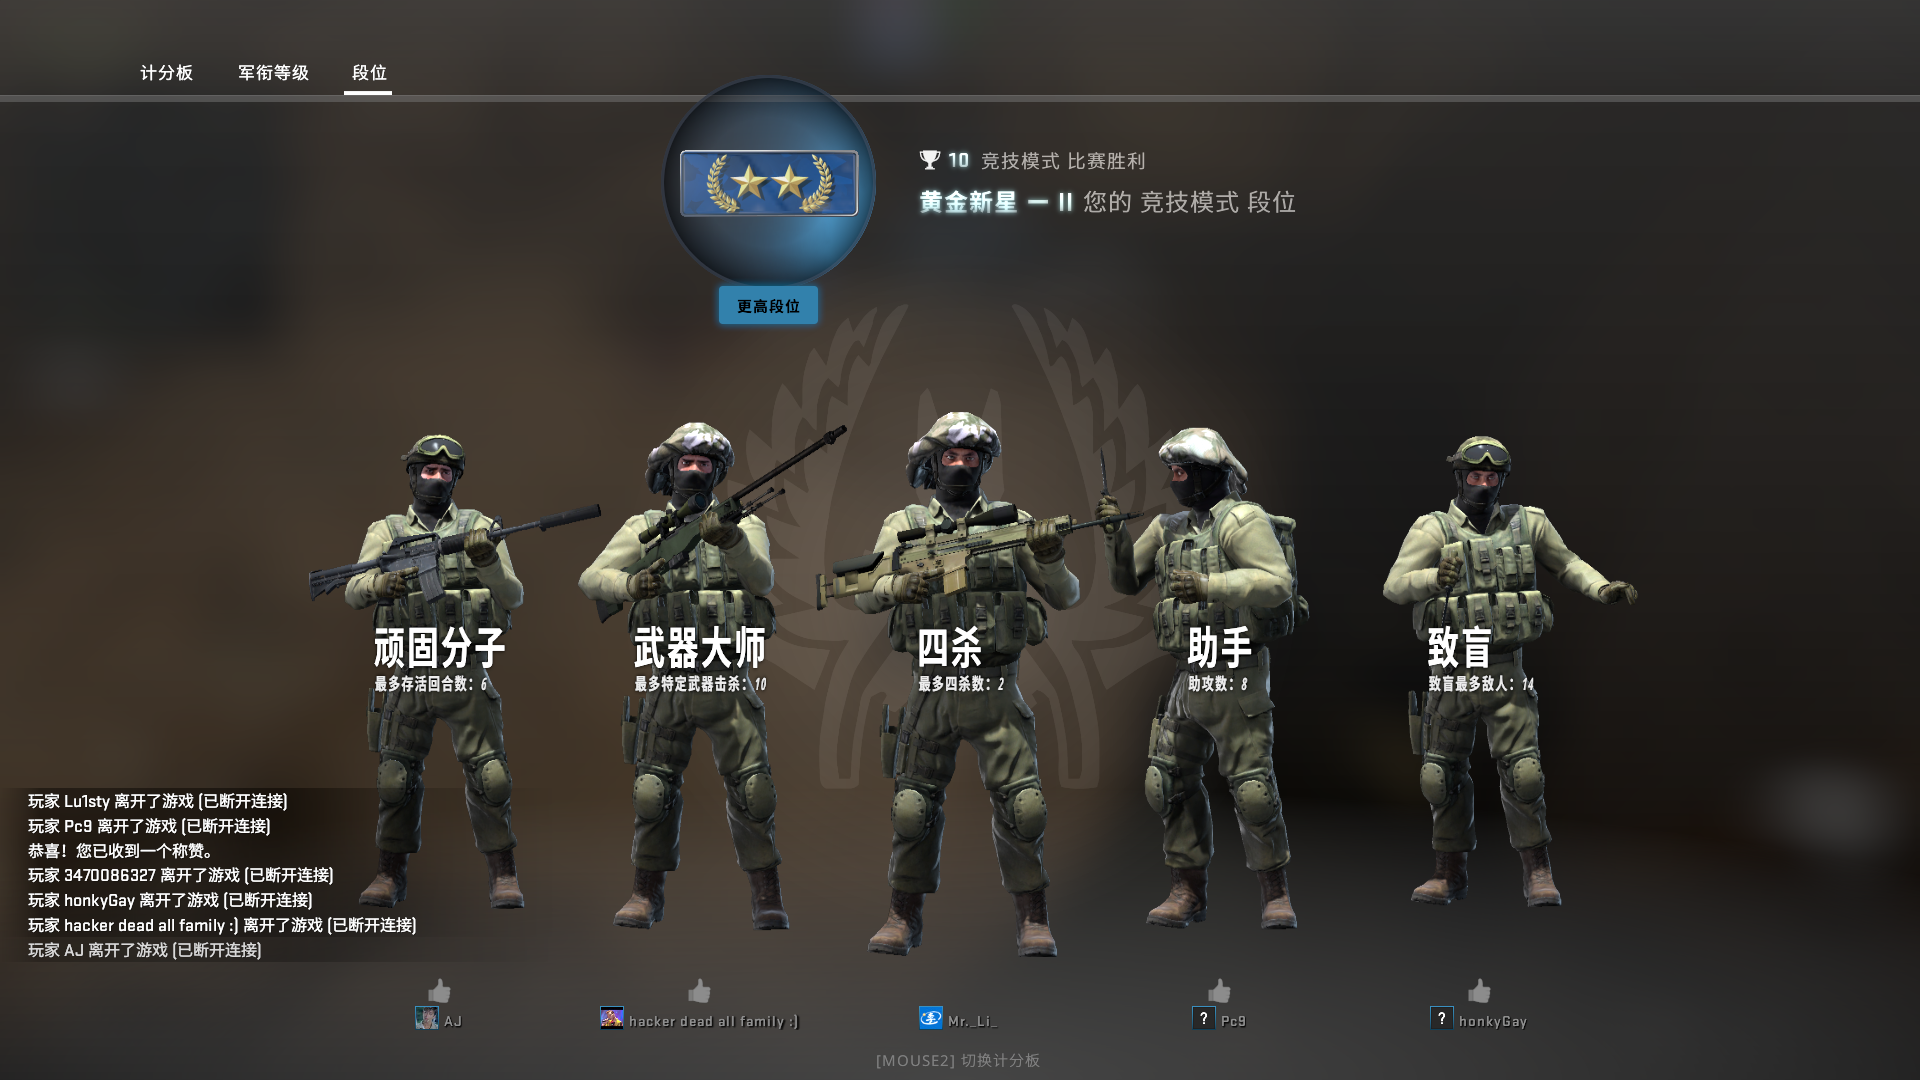 计分板 军衔等级 段位
10 竞技模式 比赛胜利
黄金新星 一 II 您的 竞技模式 段位
更高段位
顽固分子
最多存活回合数：6
武器大师
最多特定武器击杀：10
四杀
最多四杀数：2
助手
助攻数：8
致盲
致盲最多敌人：14
玩家 Lu1sty 离开了游戏 (已断开连接)
玩家 Pc9 离开了游戏 (已断开连接)
恭喜！您已收到一个称赞。
玩家 3470086327 离开了游戏 (已断开连接)
玩家 honkyGay 离开了游戏 (已断开连接)
玩家 hacker dead all family :) 离开了游戏 (已断开连接)
玩家 AJ 离开了游戏 (已断开连接)
AJ
hacker dead all family :)
Mr._Li_
? Pc9
? honkyGay
[MOUSE2] 切换计分板